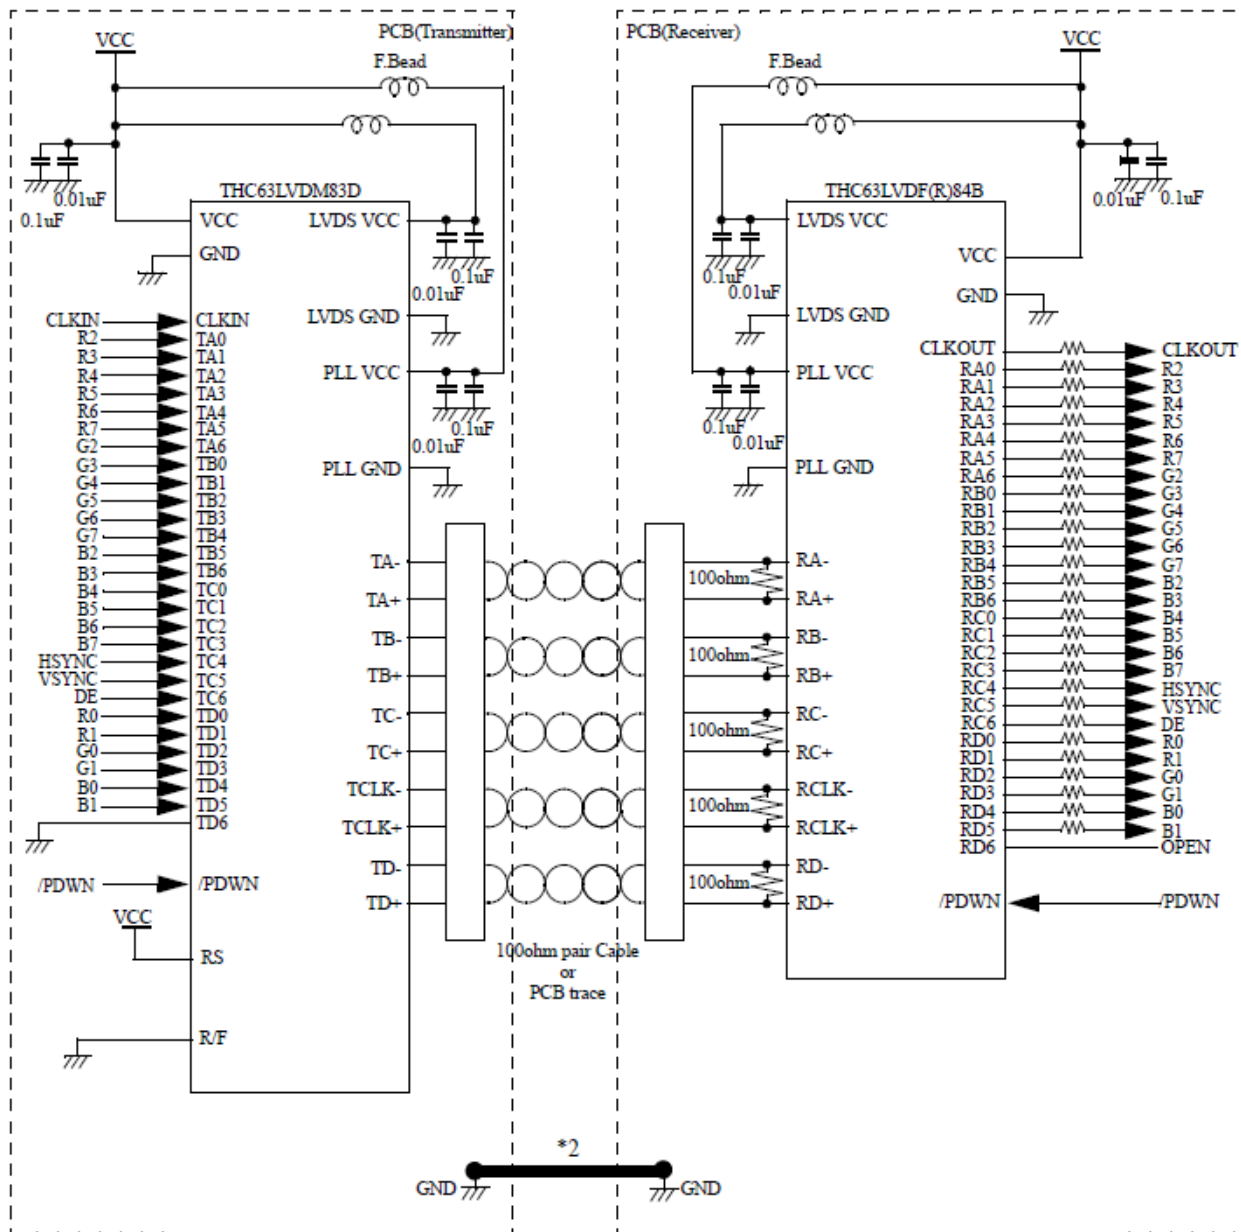 PCB(Transmitter)
VCC
F.Bead
0.01uF
0.1uF
THC63LVDM83D
VCC
LVDS VCC
GND
0.1uF
0.01uF
LVDS GND
PLL VCC
0.1uF
0.01uF
PLL GND
CLKIN
CLKIN
R2
TA0
R3
TA1
R4
TA2
R5
TA3
R6
TA4
R7
TA5
G2
TA6
G3
TB0
G4
TB1
G5
TB2
G6
TB3
G7
TB4
B2
TB5
B3
TB6
B4
TC0
B5
TC1
B6
TC2
B7
TC3
HSYNC
TC4
VSYNC
TC5
DE
TC6
R0
TD0
R1
TD1
G0
TD2
G1
TD3
B0
TD4
B1
TD5
TD6
/PDWN
/PDWN
VCC
RS
R/F
TA-
TA+
TB-
TB+
TC-
TC+
TCLK-
TCLK+
TD-
TD+
100ohm pair Cable
or
PCB trace
PCB(Receiver)
VCC
F.Bead
0.01uF
0.1uF
THC63LVDF(R)84B
LVDS VCC
VCC
0.1uF
0.01uF
GND
LVDS GND
PLL VCC
0.1uF
0.01uF
PLL GND
100ohm
RA-
RA+
100ohm
RB-
RB+
100ohm
RC-
RC+
100ohm
RCLK-
RCLK+
100ohm
RD-
RD+
CLKOUT
CLKOUT
RA0
R2
RA1
R3
RA2
R4
RA3
R5
RA4
R6
RA5
R7
RA6
G2
RB0
G3
RB1
G4
RB2
G5
RB3
G6
RB4
G7
RB5
B2
RB6
B3
RC0
B4
RC1
B5
RC2
B6
RC3
B7
RC4
HSYNC
RC5
VSYNC
RC6
DE
RD0
R0
RD1
R1
RD2
G0
RD3
G1
RD4
B0
RD5
B1
RD6
OPEN
/PDWN
/PDWN
*2
GND
GND